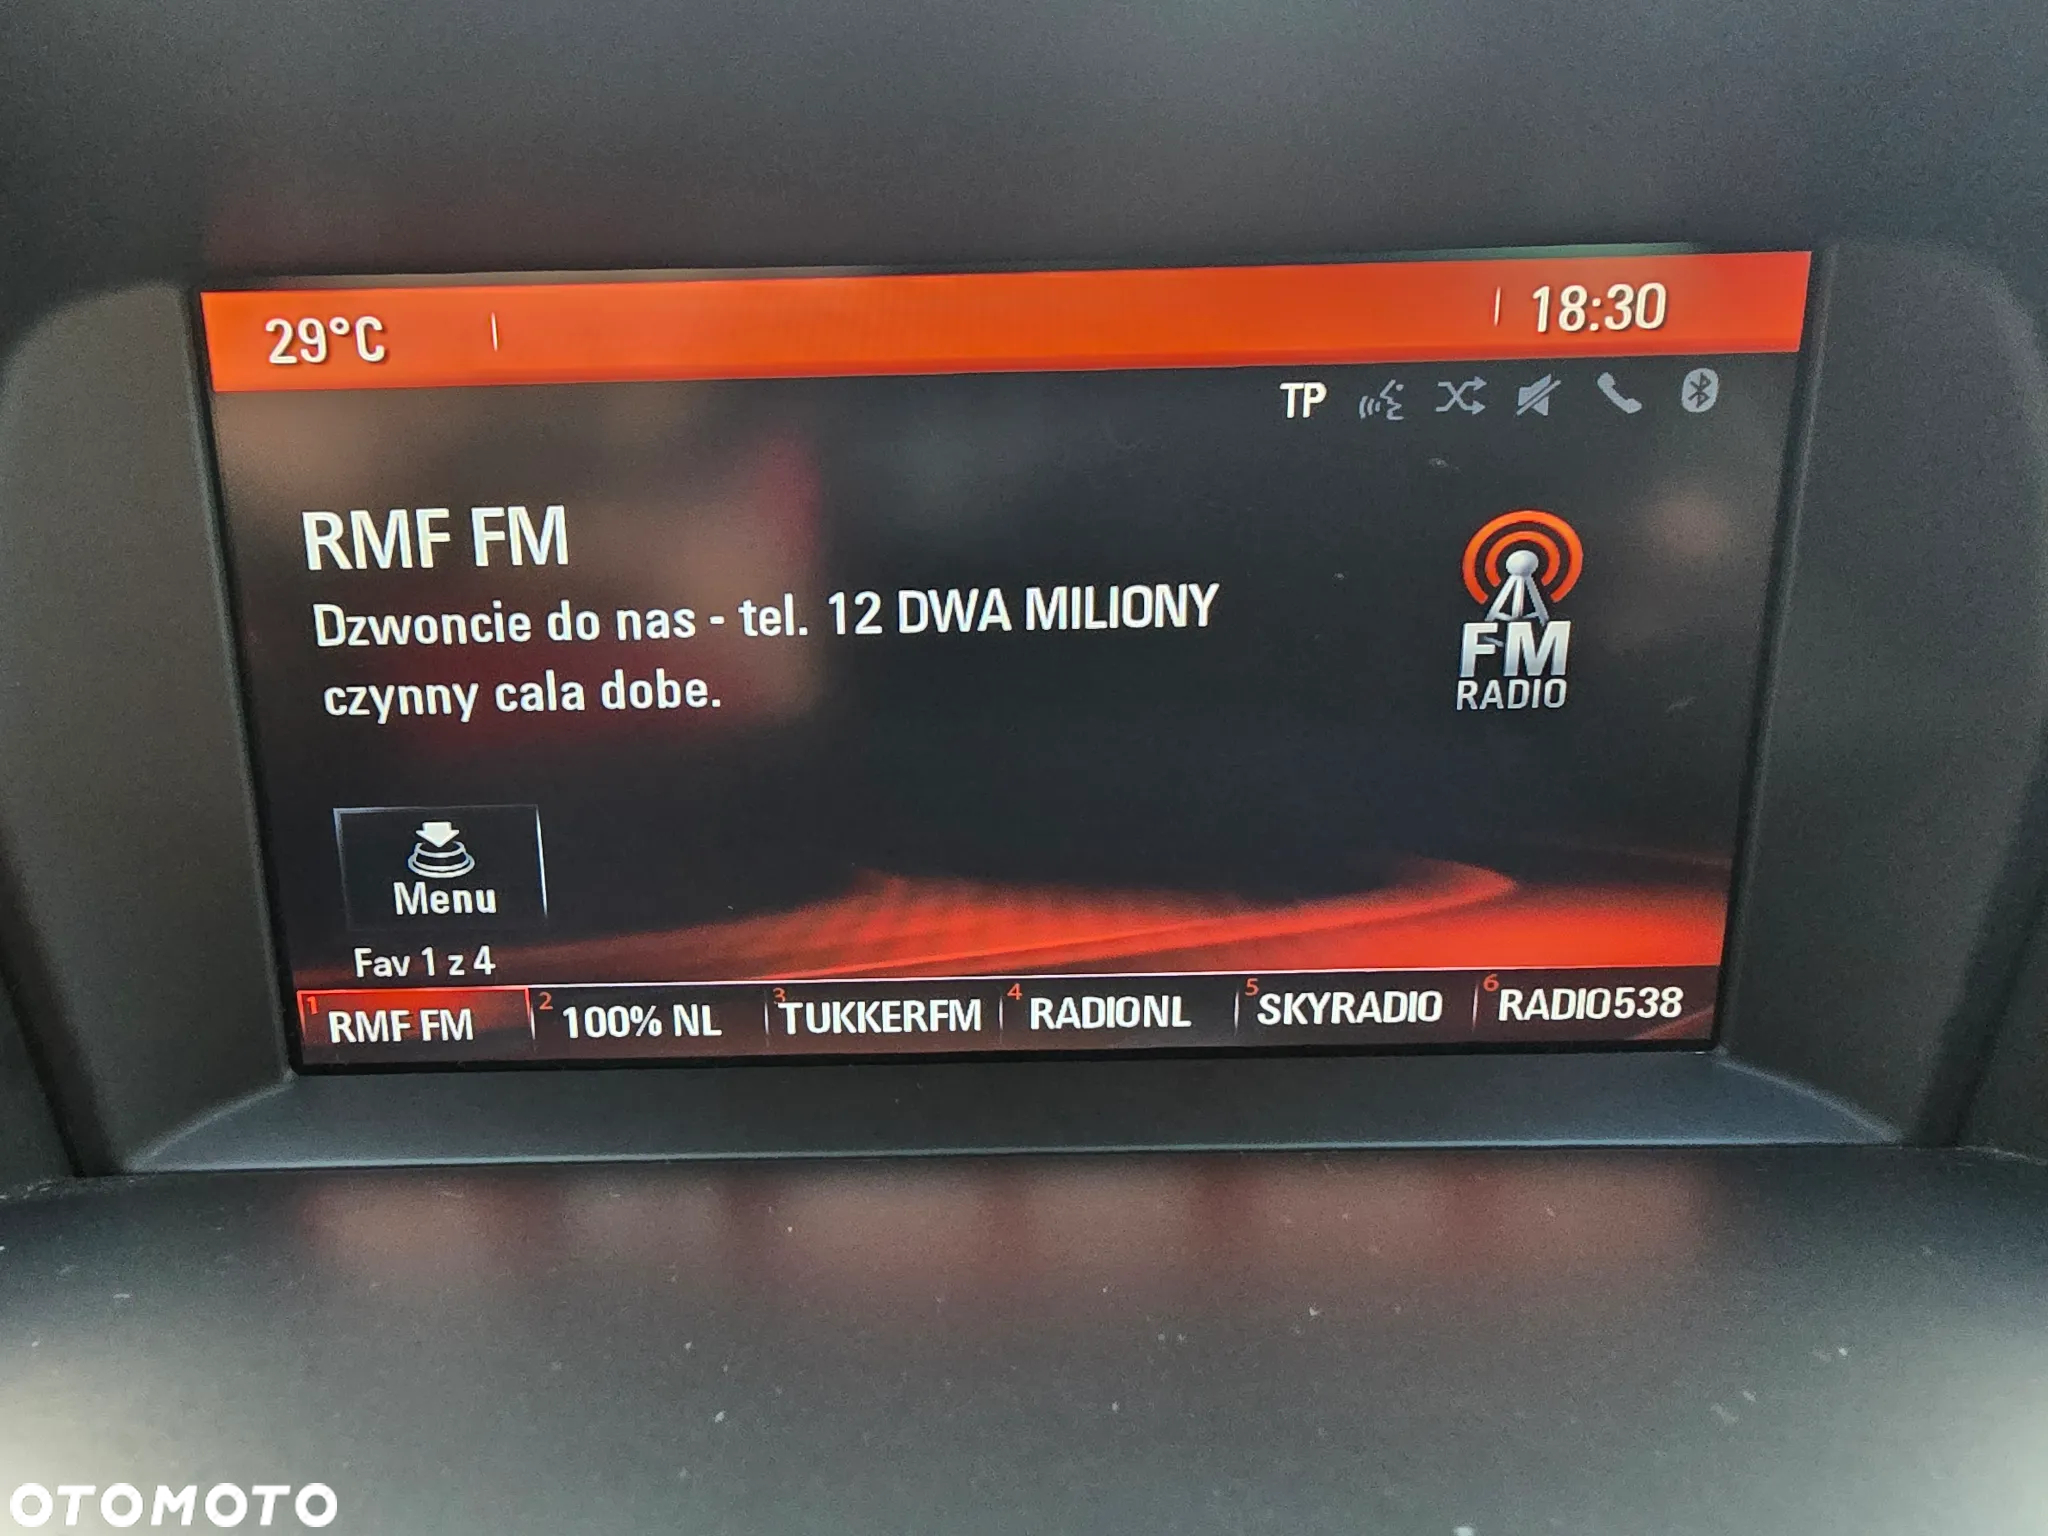 29°C
18:30
TP
RMF FM
Dzwoncie do nas - tel. 12 DWA MILIONY
czynny cala dobe.
FM
RADIO
Menu
Fav 1 z 4
1 RMF FM 2 100% NL 3 TUKKERFM 4 RADIONL 5 SKYRADIO 6 RADIO538
OTOMOTO